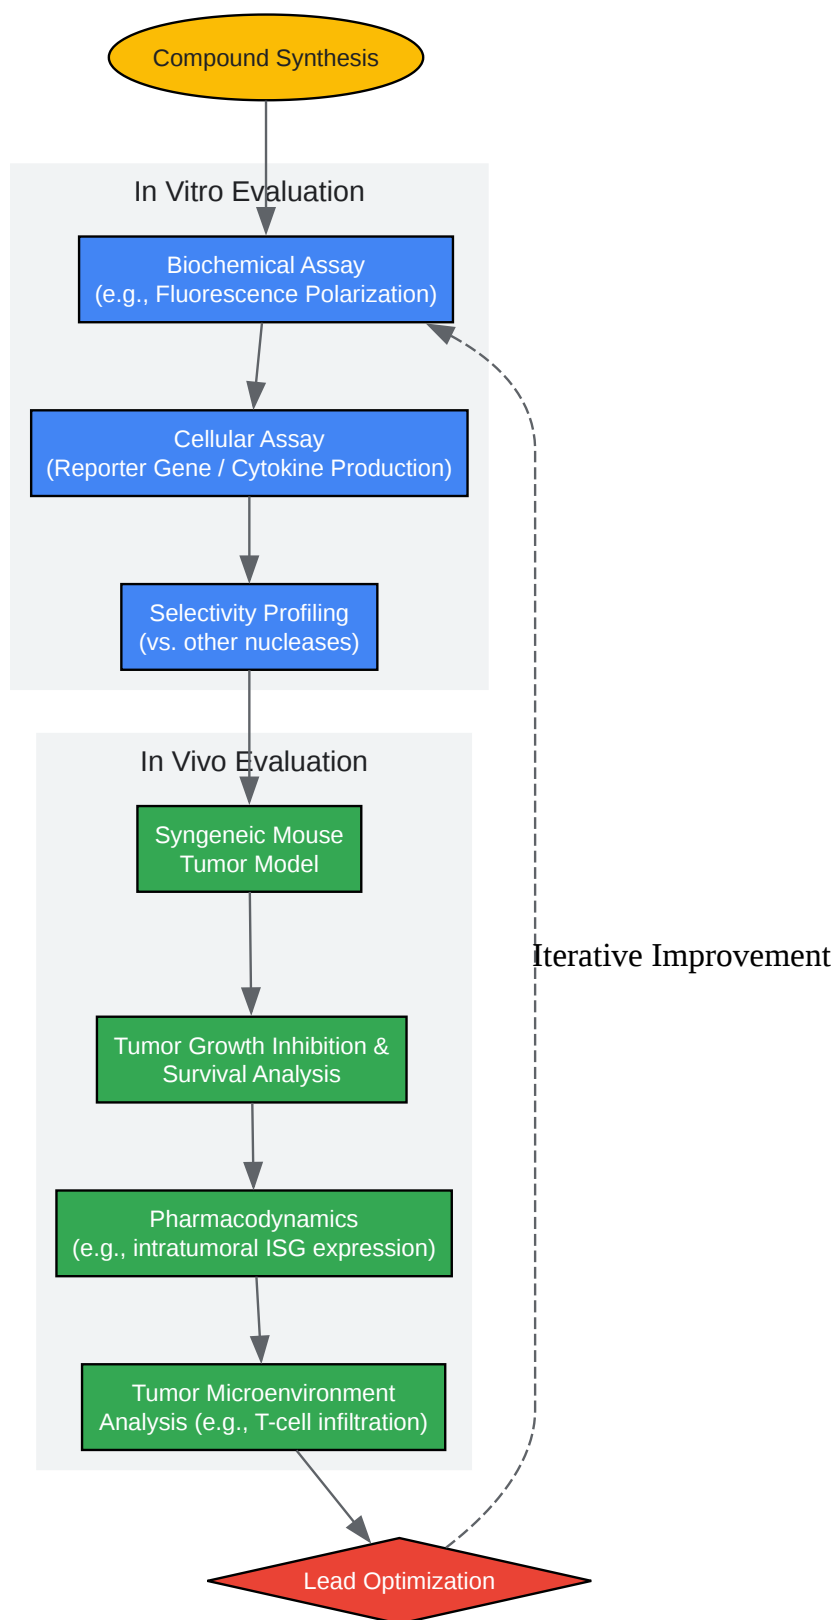 Compound Synthesis
In Vitro Evaluation
Biochemical Assay
(e.g., Fluorescence Polarization)
Cellular Assay
(Reporter Gene / Cytokine Production)
Selectivity Profiling
(vs. other nucleases)
In Vivo Evaluation
Syngeneic Mouse
Tumor Model
Iterative Improvement
Tumor Growth Inhibition &
Survival Analysis
Pharmacodynamics
(e.g., intratumoral ISG expression)
Tumor Microenvironment
Analysis (e.g., T-cell infiltration)
Lead Optimization